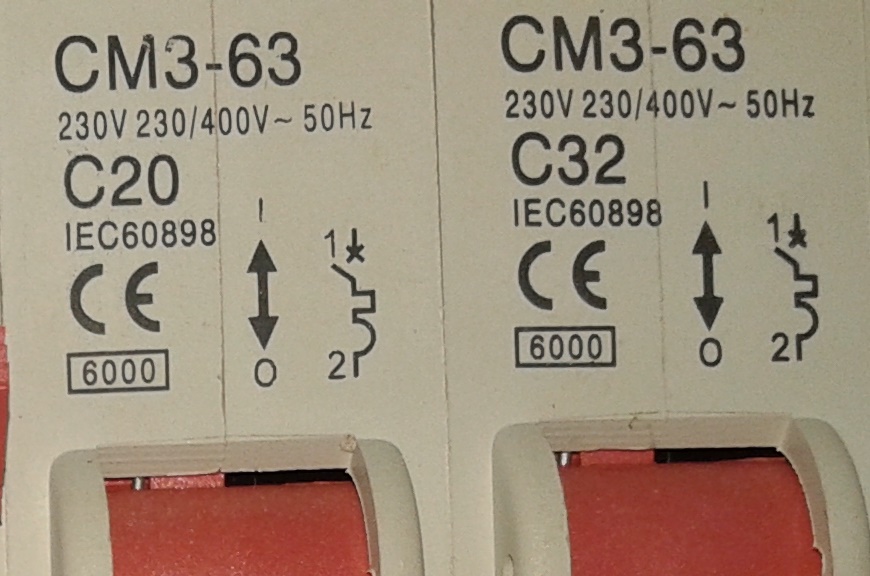 CM3-63
230V 230/400V~ 50Hz
C20
IEC60898
I
1
CE
6000
O
2
CM3-63
230V 230/400V~ 50Hz
C32
IEC60898
I
1
CE
6000
O
2